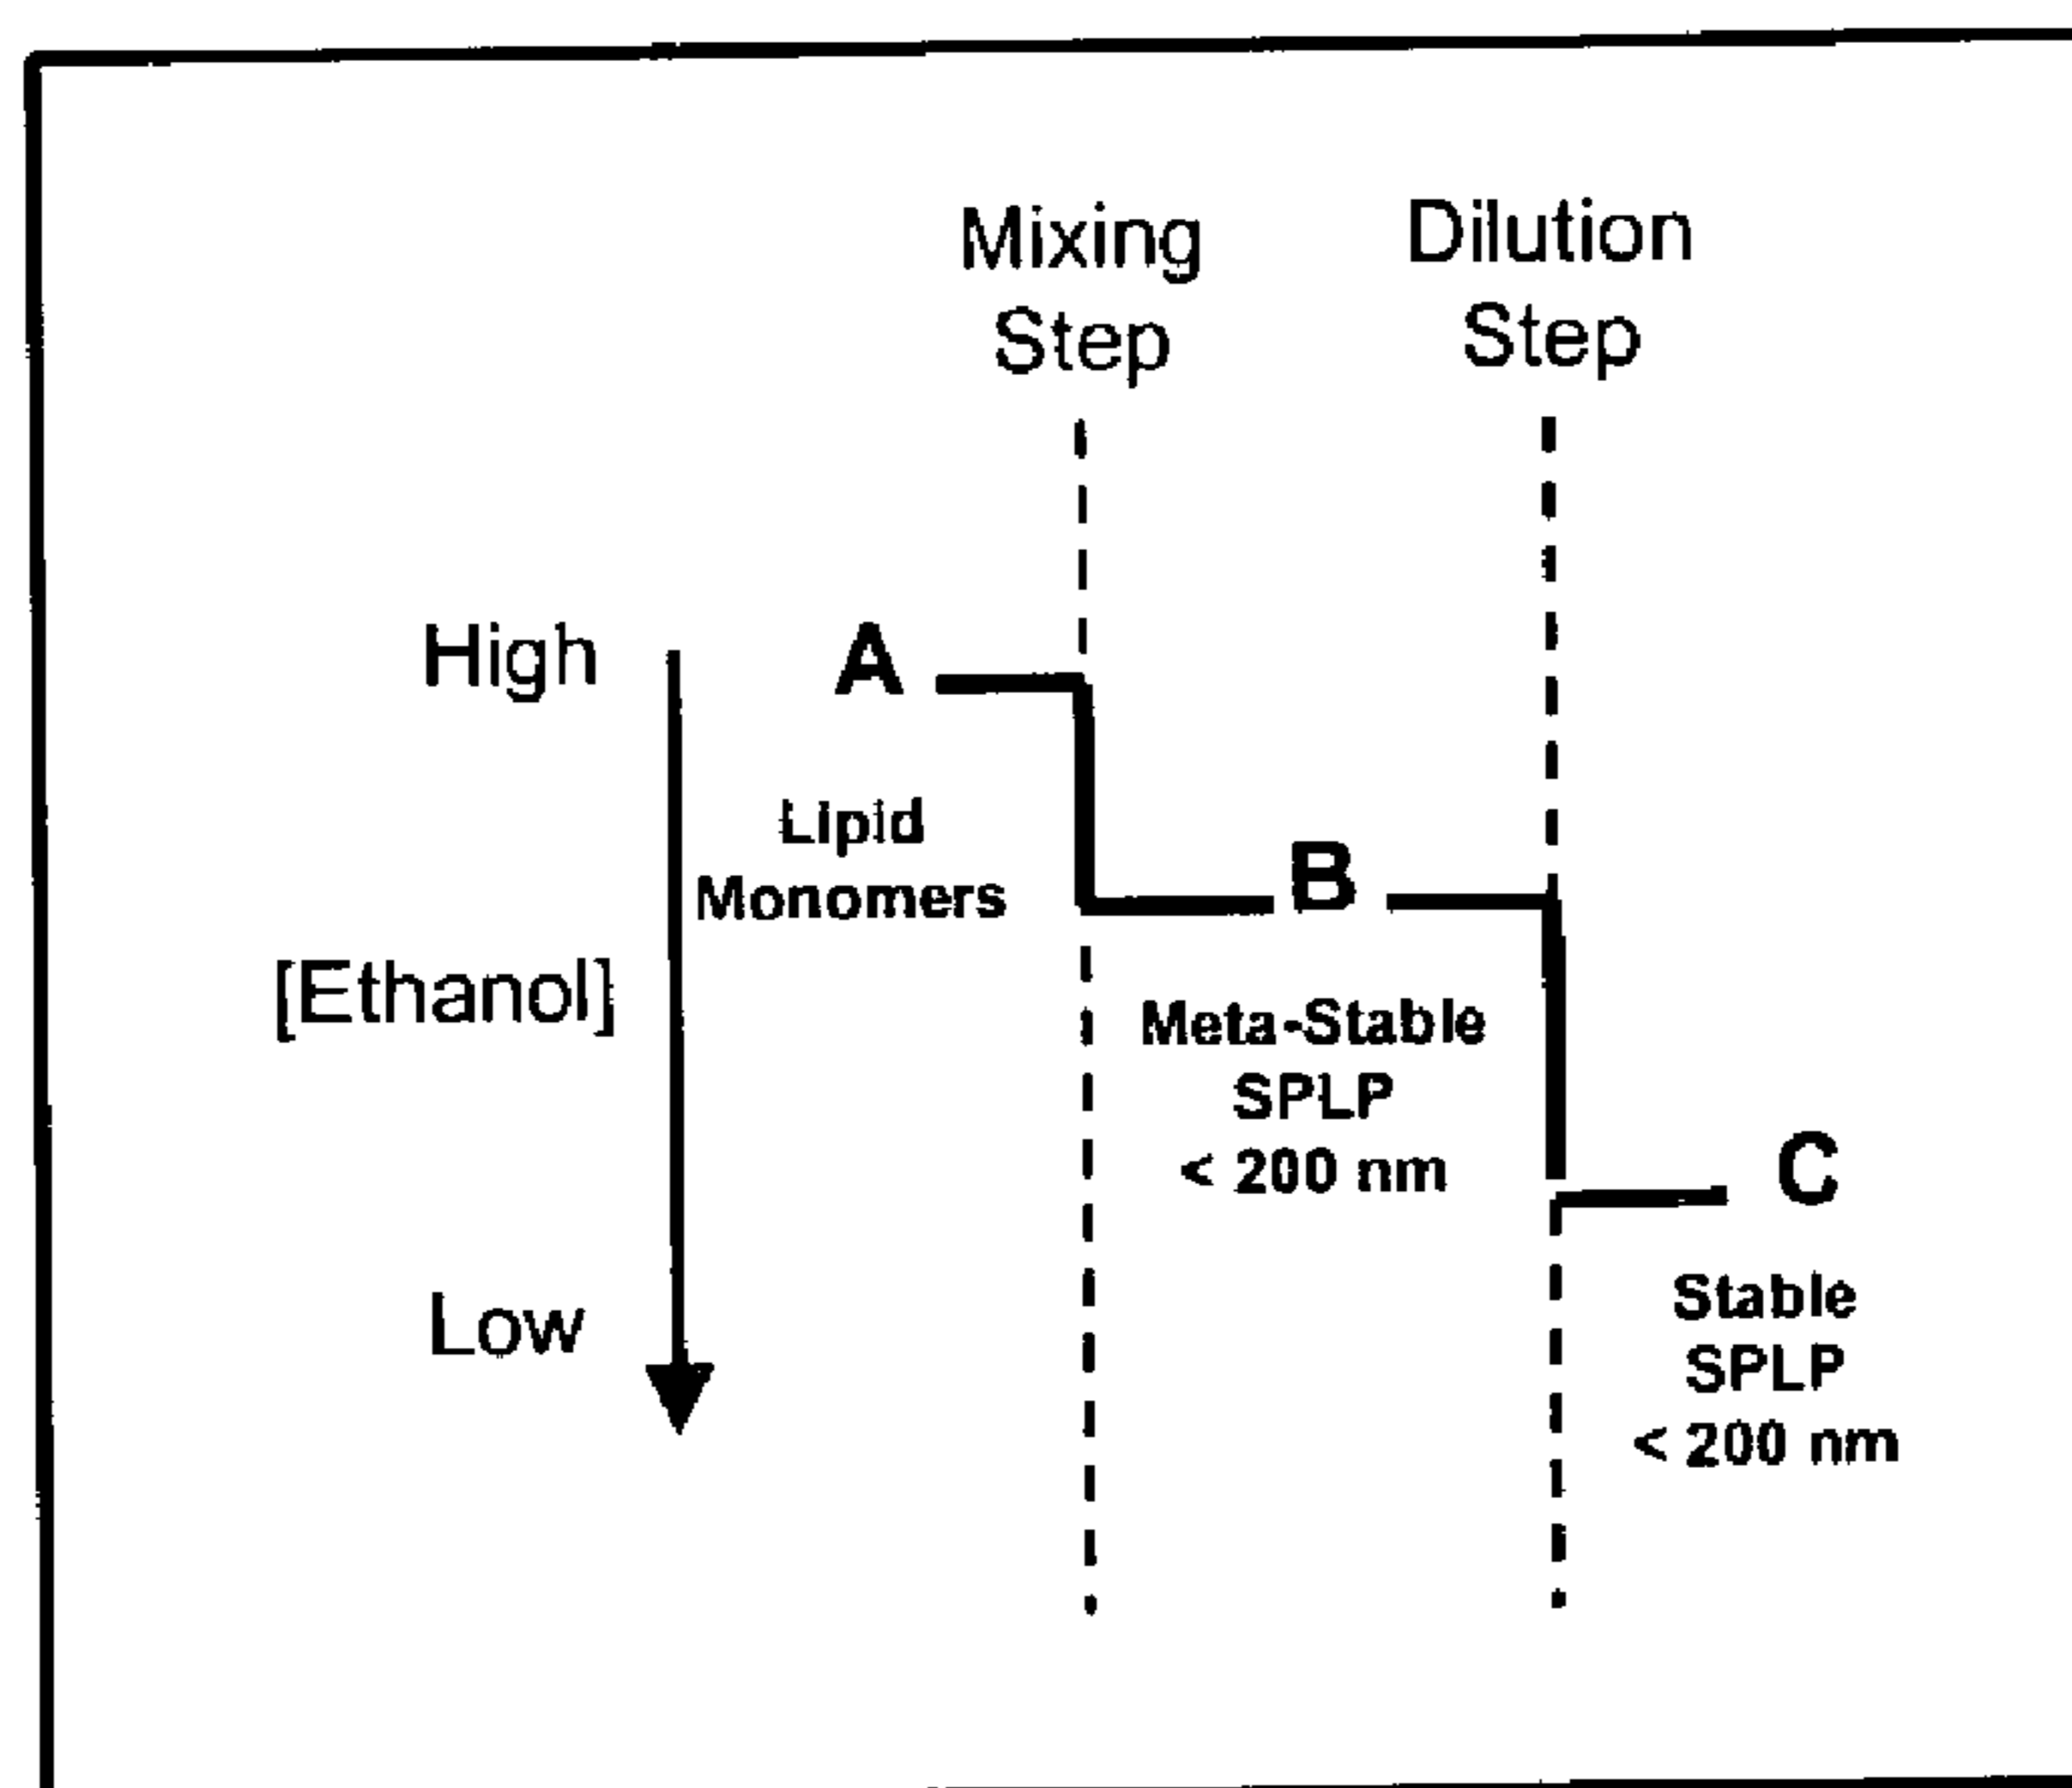 Mixing
Step
Dilution
Step
High
A
Lipid
Monomers
B
[Ethanol]
Meta-Stable
SPLP
< 200 nm
C
Low
Stable
SPLP
< 200 nm